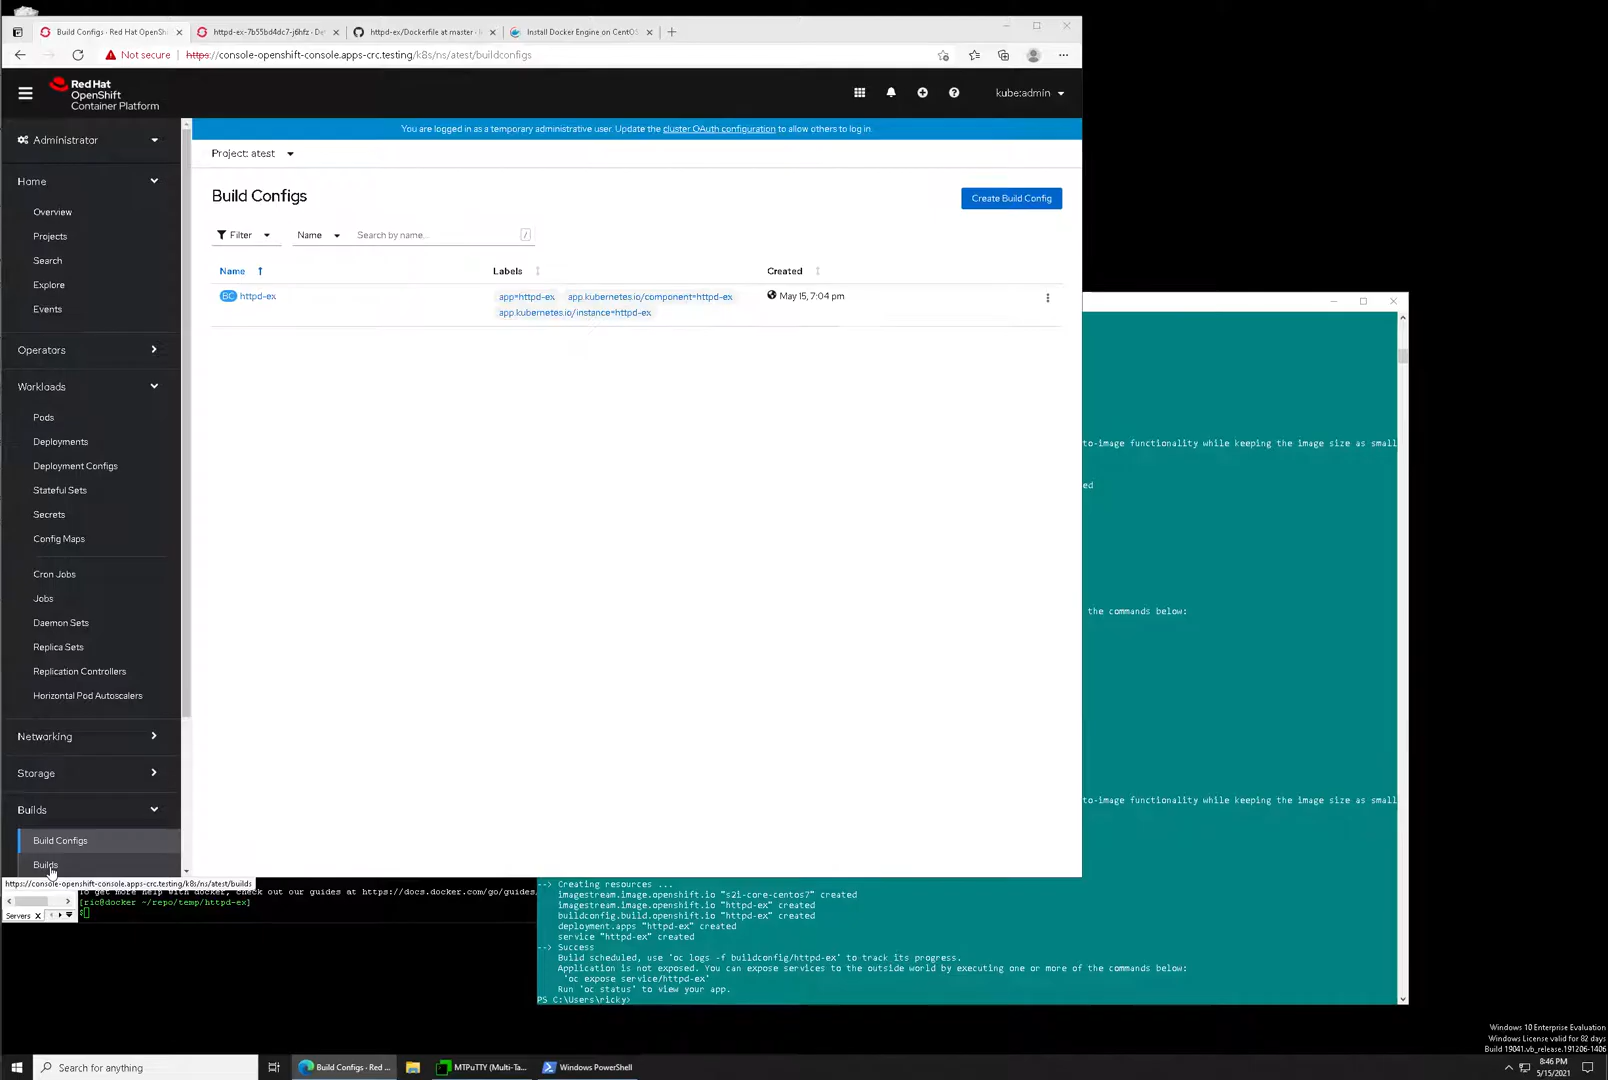 Build Configs · Red Hat OpenSh
httpd-ex-7b55bd4dc7-j6hfz · De
httpd-ex/Dockerfile at master ·
Install Docker Engine on CentOS
Not secure
https://console-openshift-console.apps-crc.testing/k8s/ns/atest/buildconfigs
Red Hat
OpenShift
Container Platform
kube:admin
You are logged in as a temporary administrative user. Update the cluster OAuth configuration to allow others to log in.
Administrator
Project: atest
Home
Build Configs
Create Build Config
Overview
Projects
Filter
Name
Search by name...
/
Search
Explore
Name
Labels
Created
Events
BC httpd-ex
app=httpd-ex
app.kubernetes.io/component=httpd-ex
app.kubernetes.io/instance=httpd-ex
May 15, 7:04 pm
Operators
Workloads
Pods
Deployments
Deployment Configs
Stateful Sets
Secrets
Config Maps
Cron Jobs
Jobs
Daemon Sets
Replica Sets
Replication Controllers
Horizontal Pod Autoscalers
Networking
Storage
Builds
Build Configs
Builds
https://console-openshift-console.apps-crc.testing/k8s/ns/atest/builds
to-image functionality while keeping the image size as small
ed
the commands below:
to-image functionality while keeping the image size as small
To get more help with docker, check out our guides at https://docs.docker.com/go/guides
[ric@docker ~/repo/temp/httpd-ex]
$
Servers
--> Creating resources ...
imagestream.image.openshift.io "s2i-core-centos7" created
imagestream.image.openshift.io "httpd-ex" created
buildconfig.build.openshift.io "httpd-ex" created
deployment.apps "httpd-ex" created
service "httpd-ex" created
--> Success
Build scheduled, use 'oc logs -f buildconfig/httpd-ex' to track its progress.
Application is not exposed. You can expose services to the outside world by executing one or more of the commands below:
'oc expose service/httpd-ex'
Run 'oc status' to view your app.
PS C:\Users\ricky>
Windows 10 Enterprise Evaluation
Windows License valid for 82 days
Build 19041.vb_release.191206-1406
Search for anything
Build Configs · Red ...
MTPuTTY (Multi-Ta...
Windows PowerShell
8:46 PM
5/15/2021